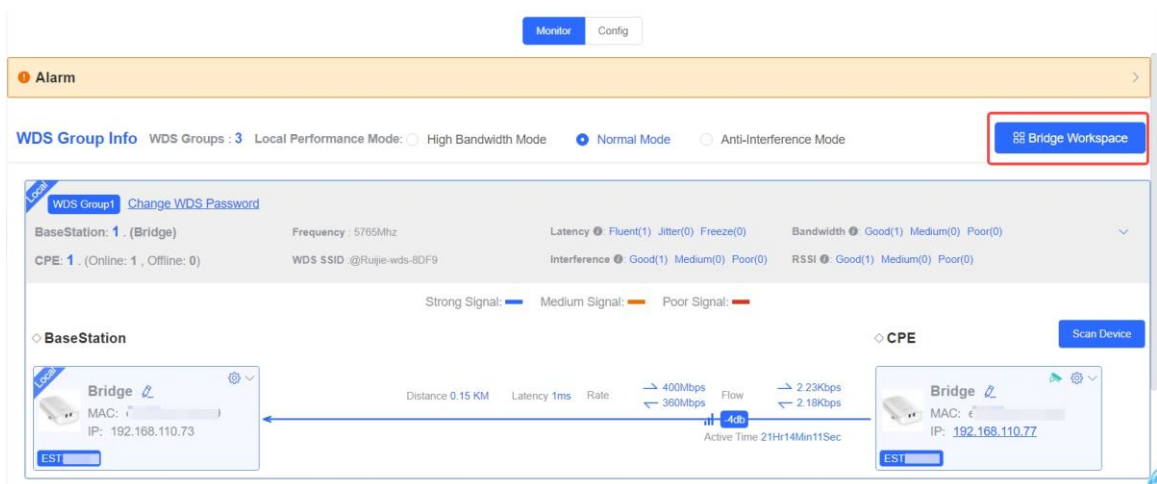 Monitor Config
Alarm
WDS Group Info WDS Groups : 3 Local Performance Mode: High Bandwidth Mode Normal Mode Anti-Interference Mode Bridge Workspace
Local
WDS Group1 Change WDS Password
BaseStation: 1 . (Bridge) Frequency : 5765Mhz Latency : Fluent(1) Jitter(0) Freeze(0) Bandwidth : Good(1) Medium(0) Poor(0)
CPE: 1 . (Online: 1 , Offline: 0) WDS SSID :@Ruijie-wds-8DF9 Interference : Good(1) Medium(0) Poor(0) RSSI : Good(1) Medium(0) Poor(0)
Strong Signal: Medium Signal: Poor Signal:
BaseStation CPE Scan Device
Local
Bridge
MAC:
IP: 192.168.110.73
EST
Distance 0.15 KM Latency 1ms Rate 400Mbps 360Mbps Flow 2.23Kbps 2.18Kbps
-4db
Active Time 21Hr14Min11Sec
Bridge
MAC:
IP: 192.168.110.77
EST